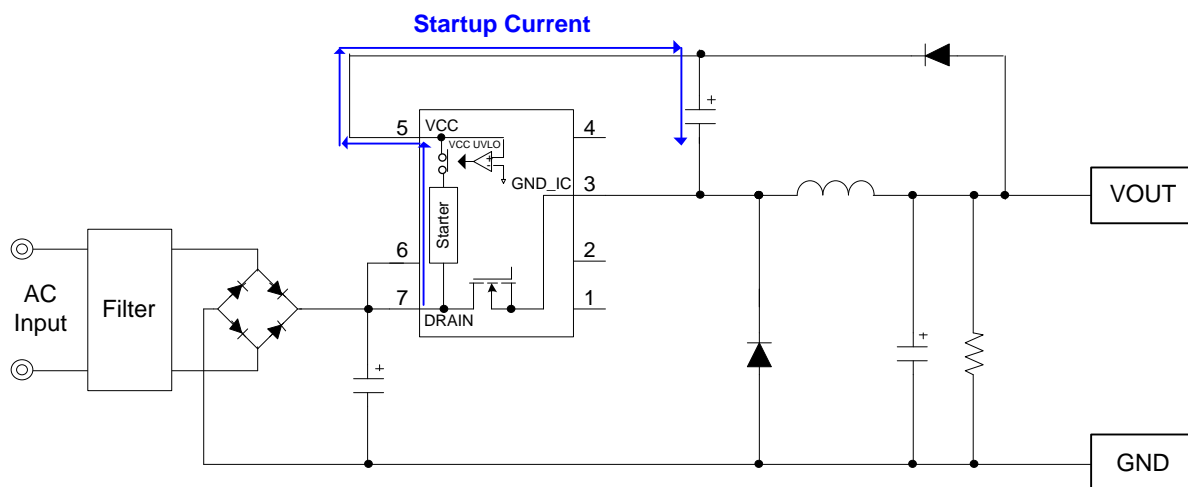 Startup Current
5
VCC
4
VCC UVLO
GND_IC
3
VOUT
Starter
6
2
AC
Input
Filter
7
1
DRAIN
GND
+
+
+
+
-